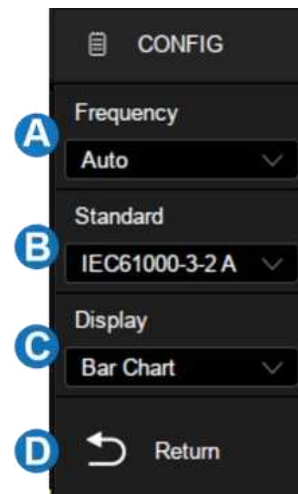 CONFIG
A
Frequency
Auto
B
Standard
IEC61000-3-2 A
C
Display
Bar Chart
D
Return